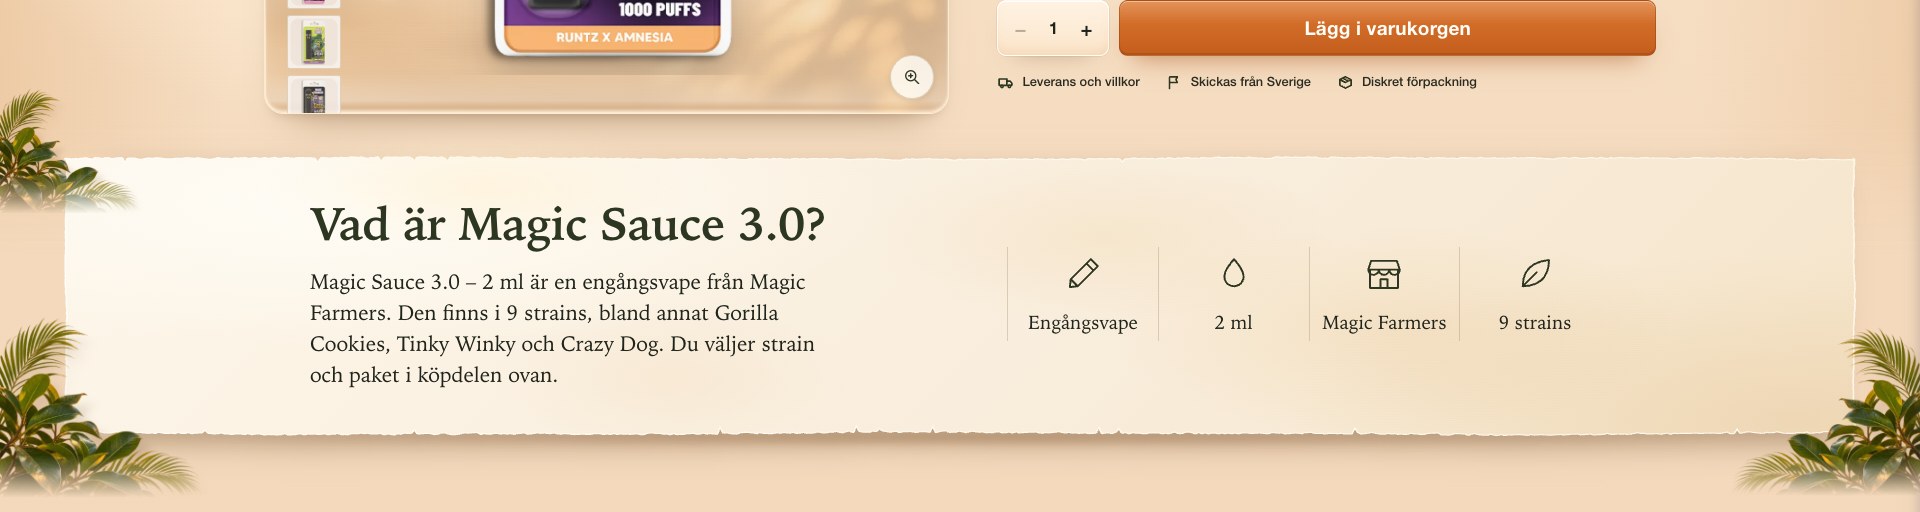 1000 PUFFS
RUNTZ X AMNESIA
− 1 +
Lägg i varukorgen
Leverans och villkor
Skickas från Sverige
Diskret förpackning
Vad är Magic Sauce 3.0?
Magic Sauce 3.0 – 2 ml är en engångsvape från Magic
Farmers. Den finns i 9 strains, bland annat Gorilla
Cookies, Tinky Winky och Crazy Dog. Du väljer strain
och paket i köpdelen ovan.
Engångsvape
2 ml
Magic Farmers
9 strains